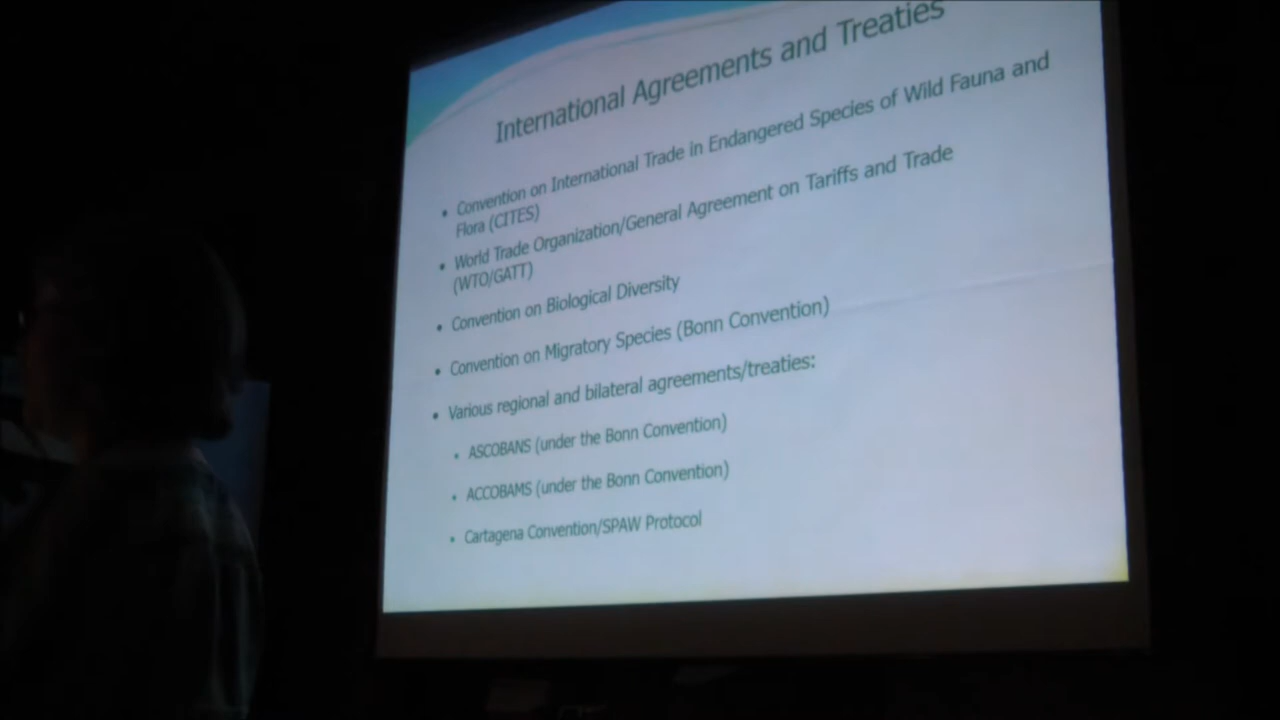 International Agreements and Treaties
• Convention on International Trade in Endangered Species of Wild Fauna and
Flora (CITES)
• World Trade Organization/General Agreement on Tariffs and Trade
(WTO/GATT)
• Convention on Biological Diversity
• Convention on Migratory Species (Bonn Convention)
• Various regional and bilateral agreements/treaties:
• ASCOBANS (under the Bonn Convention)
• ACCOBAMS (under the Bonn Convention)
• Cartagena Convention/SPAW Protocol